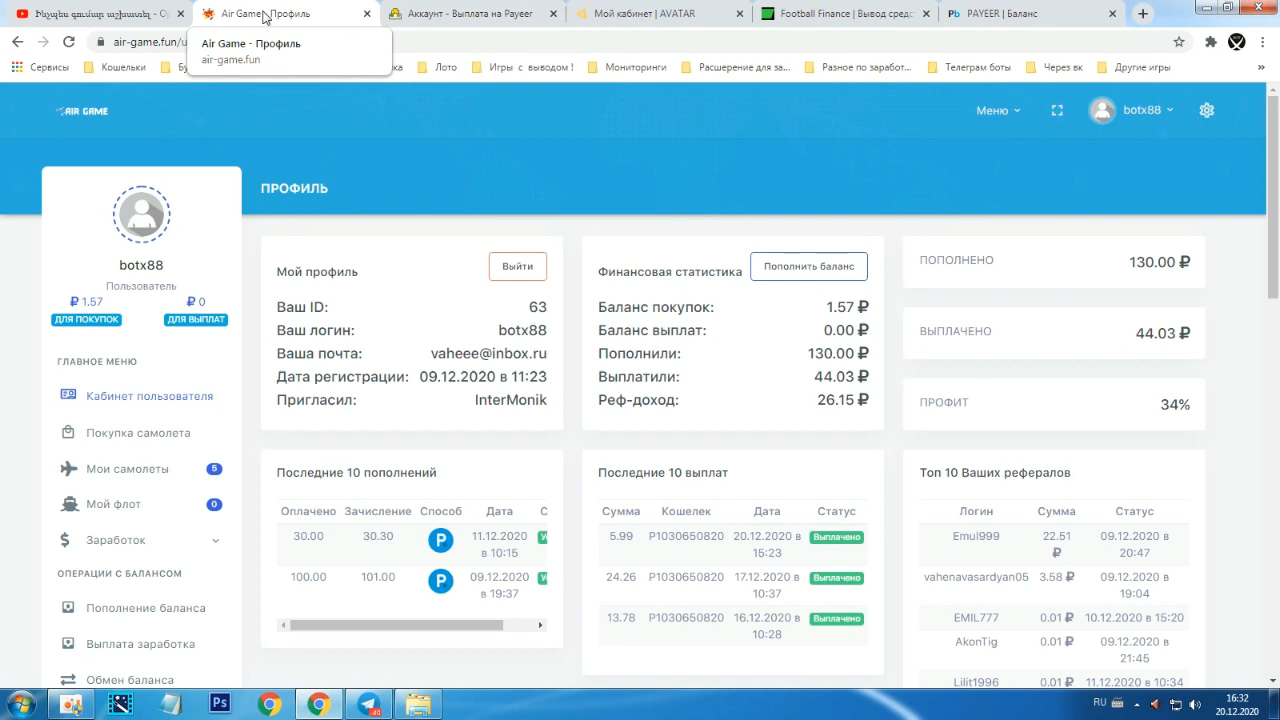 Ինչպես գումար աշխատել - Og
Air Game - Профиль
Аккаунт - Выплата на Payeer
Мой кабинет | AVATAR
Football Finance | Вывод средс
PAYEER | Баланс
air-game.fun/u
Air Game - Профиль
air-game.fun
Сервисы
Кошельки
Лото
Игры с выводом !
Мониторинги
Расшерение для за...
Разное по заработ...
Телеграм боты
Через вк
Другие игры
»
AIR GAME
Меню
botx88
ПРОФИЛЬ
botx88
Пользователь
₽ 1.57
₽ 0
ДЛЯ ПОКУПОК
ДЛЯ ВЫПЛАТ
ГЛАВНОЕ МЕНЮ
Кабинет пользователя
Покупка самолета
Мои самолеты 5
Мой флот 0
Заработок
ОПЕРАЦИИ С БАЛАНСОМ
Пополнение баланса
Выплата заработка
Обмен баланса
Мой профиль
Выйти
Ваш ID: 63
Ваш логин: botx88
Ваша почта: vaheee@inbox.ru
Дата регистрации: 09.12.2020 в 11:23
Пригласил: InterMonik
Финансовая статистика
Пополнить баланс
Баланс покупок: 1.57 ₽
Баланс выплат: 0.00 ₽
Пополнили: 130.00 ₽
Выплатили: 44.03 ₽
Реф-доход: 26.15 ₽
ПОПОЛНЕНО 130.00 ₽
ВЫПЛАЧЕНО 44.03 ₽
ПРОФИТ 34%
Последние 10 пополнений
Оплачено Зачисление Способ Дата С
30.00 30.30 P 11.12.2020
в 10:15
100.00 101.00 P 09.12.2020
в 19:37
Последние 10 выплат
Сумма Кошелек Дата Статус
5.99 P1030650820 20.12.2020 в Выплачено
15:23
24.26 P1030650820 17.12.2020 в Выплачено
10:37
13.78 P1030650820 16.12.2020 в Выплачено
10:28
Топ 10 Ваших рефералов
Логин Сумма Статус
Emul999 22.51 09.12.2020 в
₽ 20:47
vahenavasardyan05 3.58 ₽ 09.12.2020 в
19:04
EMIL777 0.01 ₽ 10.12.2020 в 15:20
AkonTig 0.01 ₽ 09.12.2020 в
21:45
Lilit1996 0.01 ₽ 11.12.2020 в 10:34
Ps
RU
16:32
20.12.2020